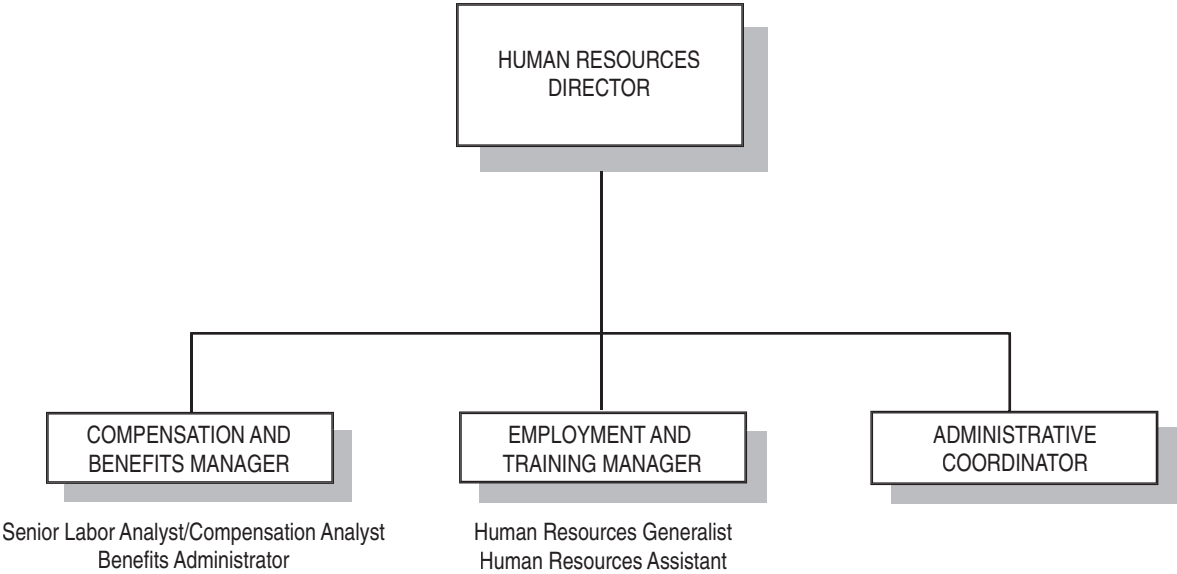 HUMAN RESOURCES
DIRECTOR
COMPENSATION AND
BENEFITS MANAGER
Senior Labor Analyst/Compensation Analyst
Benefits Administrator
EMPLOYMENT AND
TRAINING MANAGER
Human Resources Generalist
Human Resources Assistant
ADMINISTRATIVE
COORDINATOR